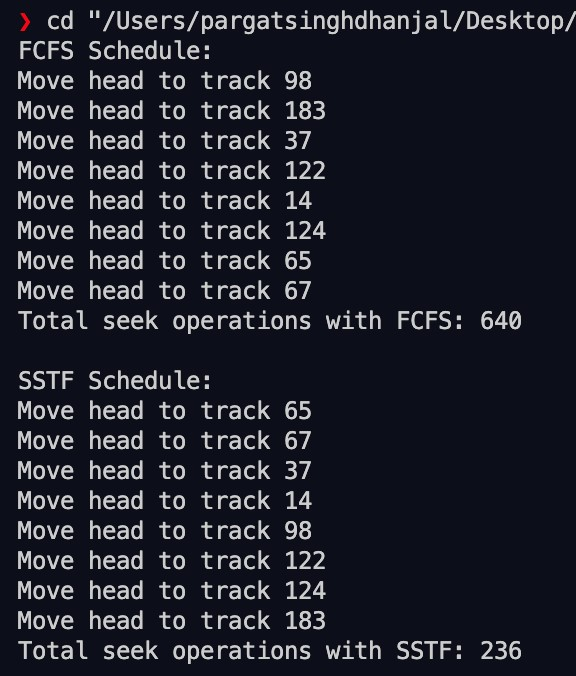 ❯ cd "/Users/pargatsinghdhanjal/Desktop/
FCFS Schedule:
Move head to track 98
Move head to track 183
Move head to track 37
Move head to track 122
Move head to track 14
Move head to track 124
Move head to track 65
Move head to track 67
Total seek operations with FCFS: 640

SSTF Schedule:
Move head to track 65
Move head to track 67
Move head to track 37
Move head to track 14
Move head to track 98
Move head to track 122
Move head to track 124
Move head to track 183
Total seek operations with SSTF: 236